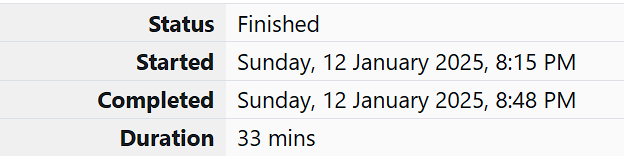 Status Finished
Started Sunday, 12 January 2025, 8:15 PM
Completed Sunday, 12 January 2025, 8:48 PM
Duration 33 mins